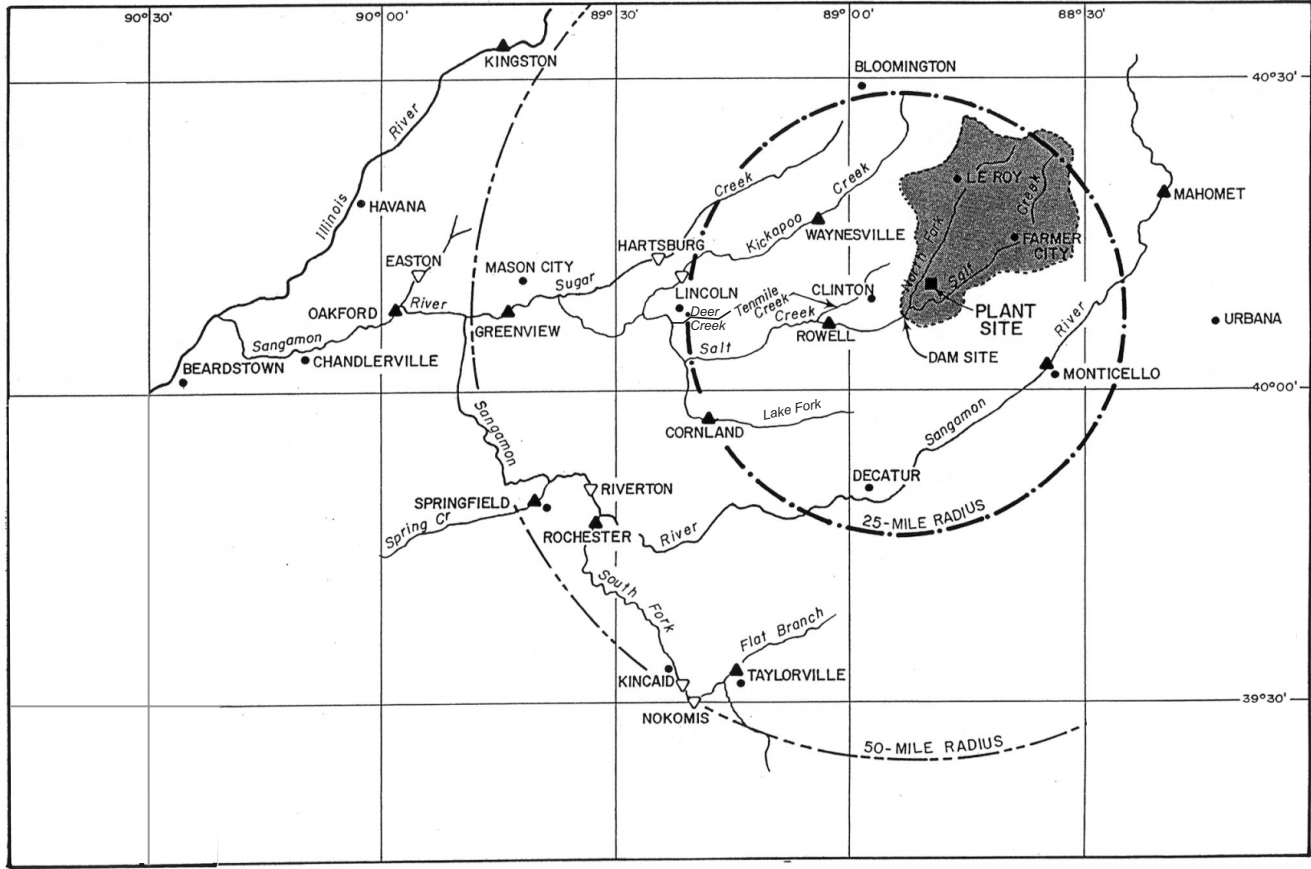 90°30'
90°00'
89°30'
89°00'
88°30'
KINGSTON
BLOOMINGTON
40°30'
River
Illinois
HAVANA
Creek
Creek
LE ROY
Creek
MAHOMET
Kickapoo
WAYNESVILLE
North Fork
FARMER
CITY
HARTSBURG
EASTON
MASON CITY
Sugar
LINCOLN
CLINTON
Salt
Tenmile
Creek
Deer
Creek
Creek
PLANT
SITE
OAKFORD
River
GREENVIEW
ROWELL
River
URBANA
Sangamon
CHANDLERVILLE
BEARDSTOWN
Salt
DAM SITE
MONTICELLO
40°00'
Sangamon
CORNLAND
Lake Fork
Sangamon
DECATUR
SPRINGFIELD
RIVERTON
25-MILE RADIUS
Spring Cr
ROCHESTER
River
South Fork
Flat Branch
KINCAID
TAYLORVILLE
NOKOMIS
39°30'
50-MILE RADIUS